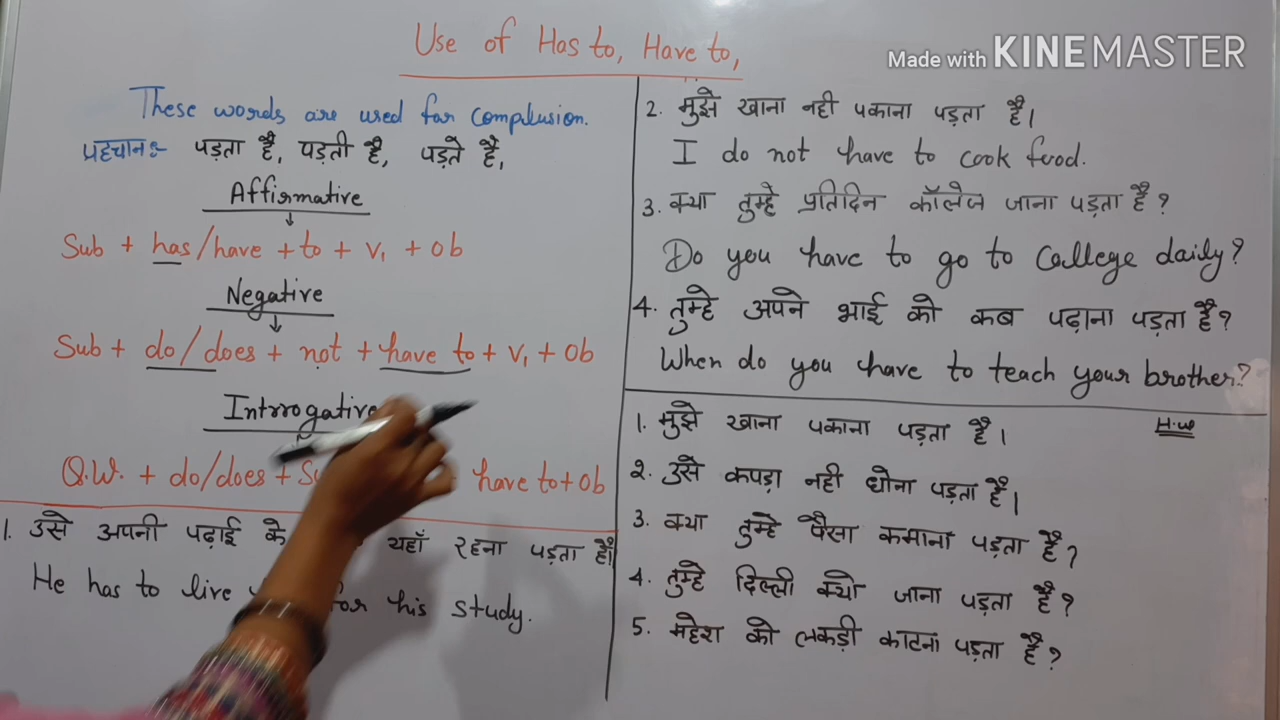 Use of Has to, Have to,
Made with KINEMASTER
These words are used for complusion.
प्रहचानः- पड़ता है, पड़ती है, पड़ते है,
Affirmative
Sub + has/have + to + V₁ + Ob
Negative
Sub + do/does + not + have to + V₁ + Ob
Intrrogative
Q.W. + do/does + have to + Ob
1. उसे अपनी पढ़ाई के यहाँ रहना पड़ता है।
He has to live for his study.
2. मुझे खाना नही पकाना पड़ता है।
I do not have to cook food.
3. क्या तुम्हे प्रतिदिन कॉलेज जाना पड़ता है?
Do you have to go to College daily?
4. तुम्हे अपने भाई को कब पढ़ाना पड़ता है?
When do you have to teach your brother?
H.w
1. मुझे खाना पकाना पड़ता है।
2. उसे कपड़ा नही धोना पड़ता है।
3. क्या तुम्हे पैसा कमाना पड़ता है?
4. तुम्हे दिल्ली क्यो जाना पड़ता है?
5. महेश को लकड़ी काटना पड़ता है?